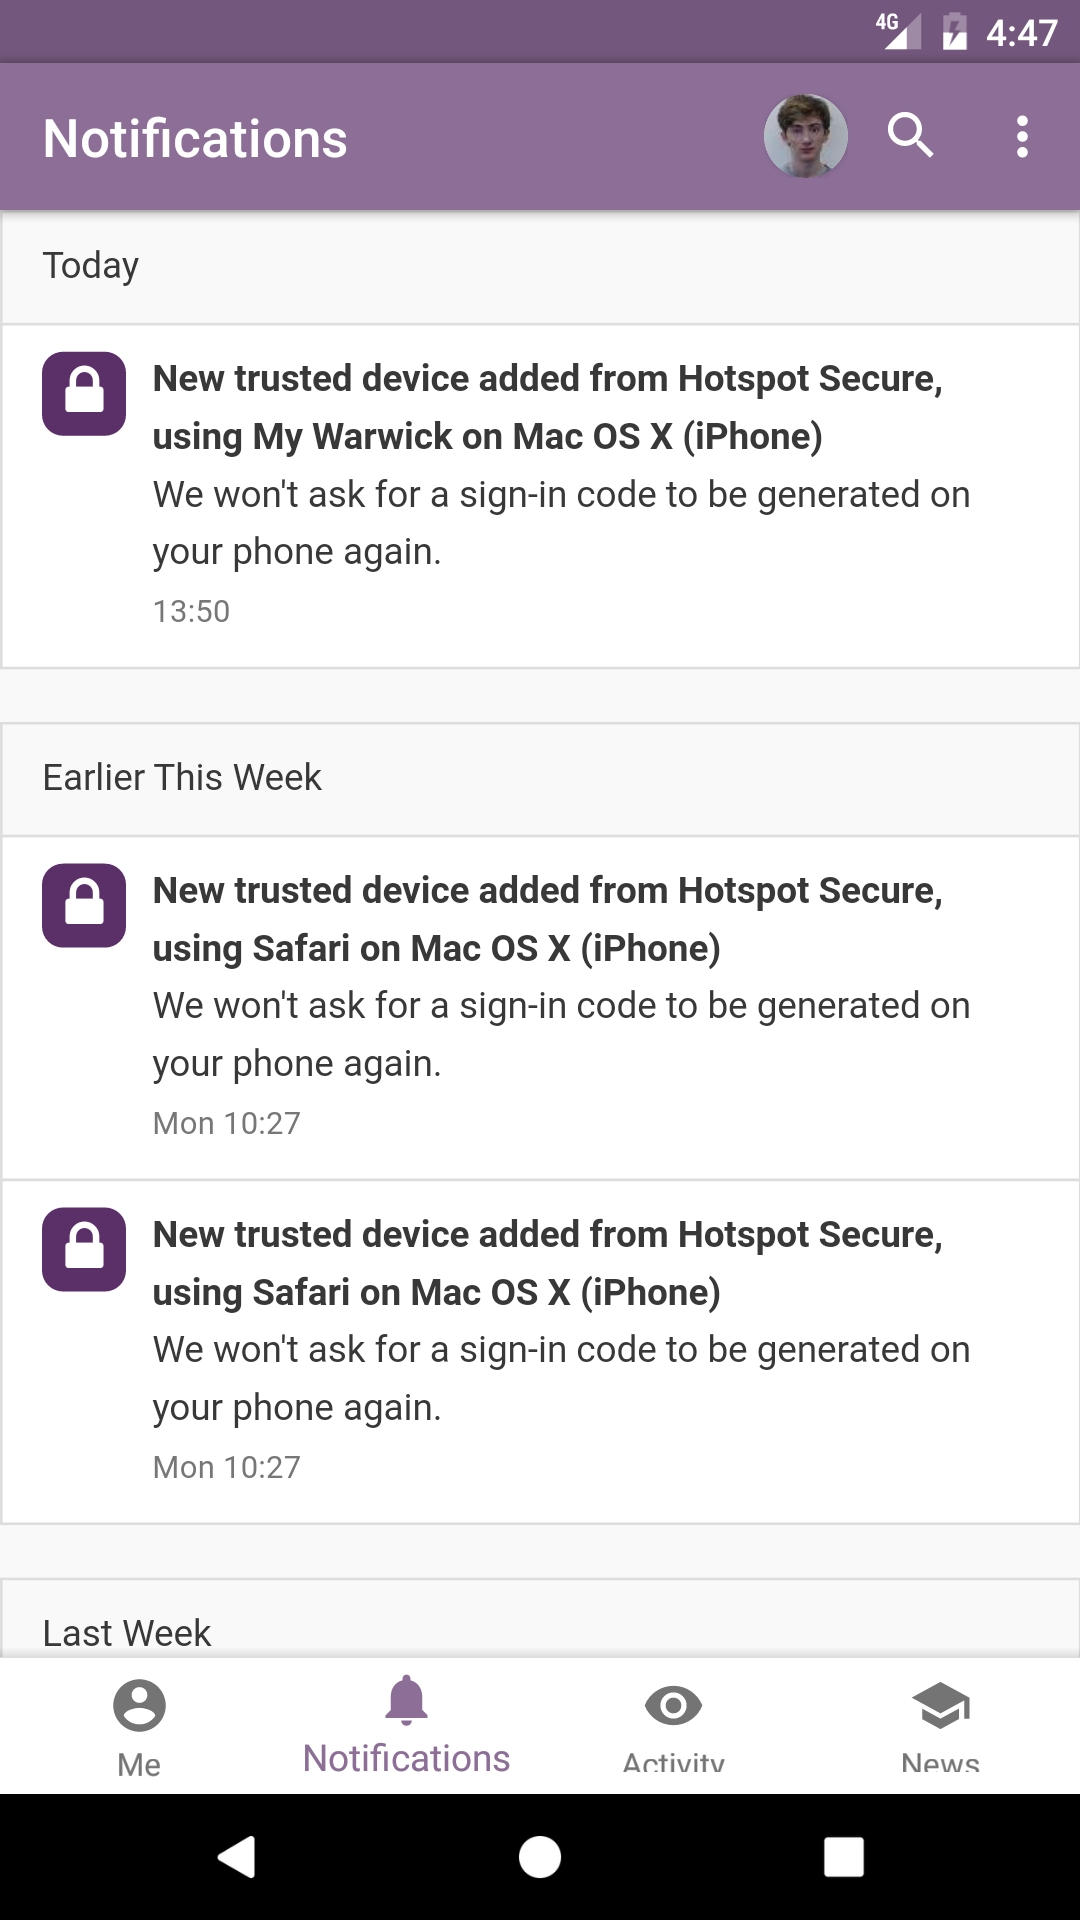 4G 4:47
Notifications
Today
New trusted device added from Hotspot Secure,
using My Warwick on Mac OS X (iPhone)
We won't ask for a sign-in code to be generated on
your phone again.
13:50
Earlier This Week
New trusted device added from Hotspot Secure,
using Safari on Mac OS X (iPhone)
We won't ask for a sign-in code to be generated on
your phone again.
Mon 10:27
New trusted device added from Hotspot Secure,
using Safari on Mac OS X (iPhone)
We won't ask for a sign-in code to be generated on
your phone again.
Mon 10:27
Last Week
Me Notifications Activity News